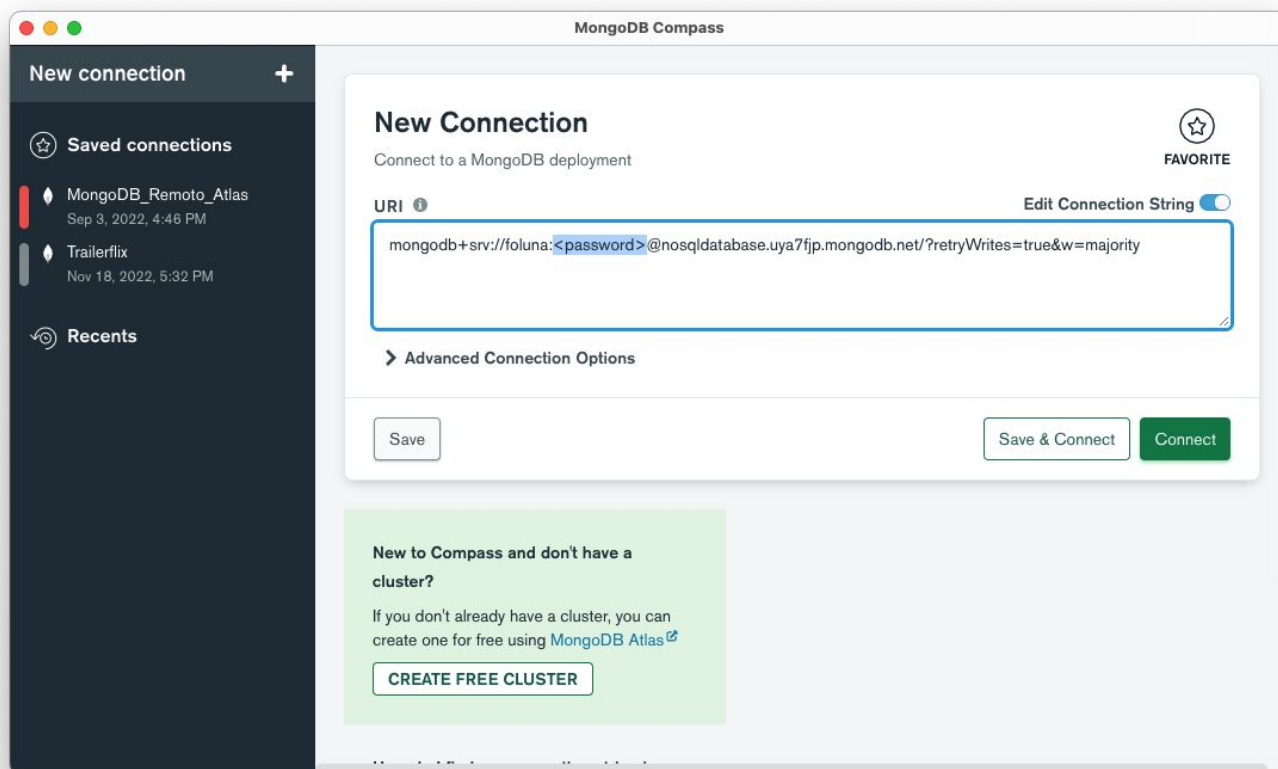 MongoDB Compass
New connection +
Saved connections
MongoDB_Remoto_Atlas
Sep 3, 2022, 4:46 PM
Trailerflix
Nov 18, 2022, 5:32 PM
Recents
New Connection
Connect to a MongoDB deployment
FAVORITE
URI
Edit Connection String
mongodb+srv://foluna:<password>@nosqldatabase.uya7fjp.mongodb.net/?retryWrites=true&w=majority
Advanced Connection Options
Save
Save & Connect
Connect
New to Compass and don't have a
cluster?
If you don't already have a cluster, you can
create one for free using MongoDB Atlas
CREATE FREE CLUSTER